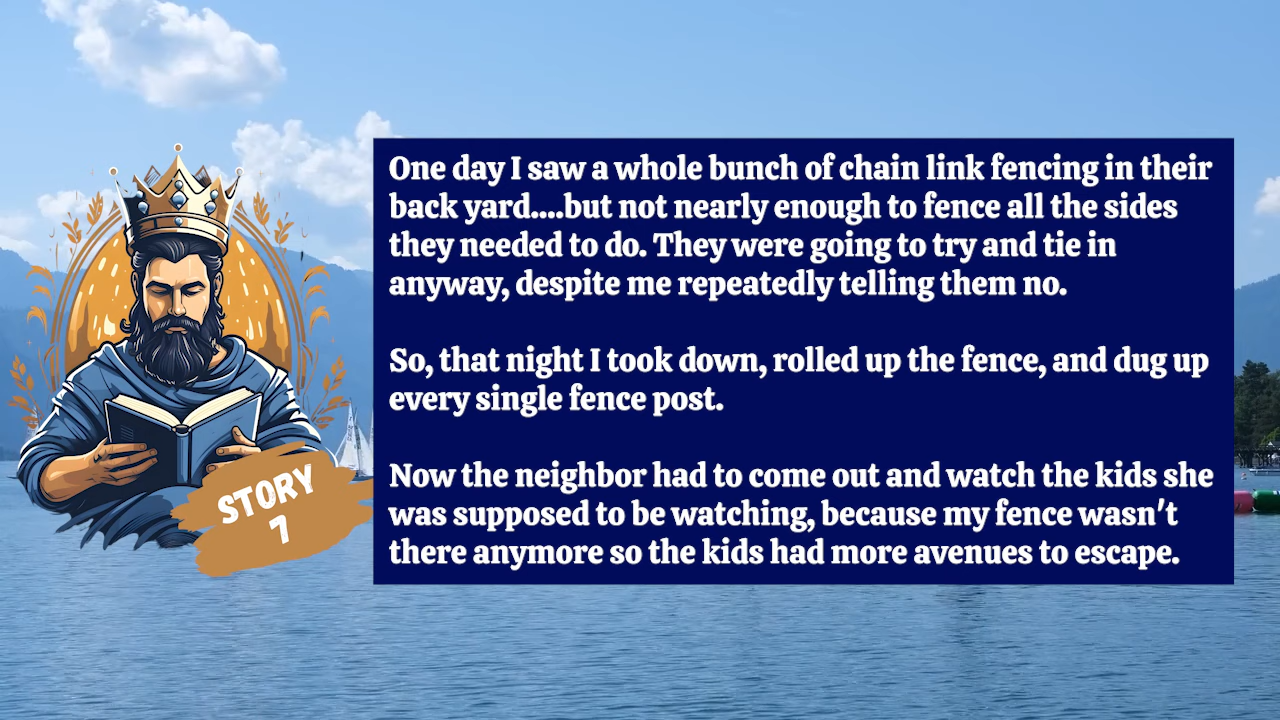 One day I saw a whole bunch of chain link fencing in their
back yard....but not nearly enough to fence all the sides
they needed to do. They were going to try and tie in
anyway, despite me repeatedly telling them no.
So, that night I took down, rolled up the fence, and dug up
every single fence post.
Now the neighbor had to come out and watch the kids she
was supposed to be watching, because my fence wasn't
there anymore so the kids had more avenues to escape.
STORY
7